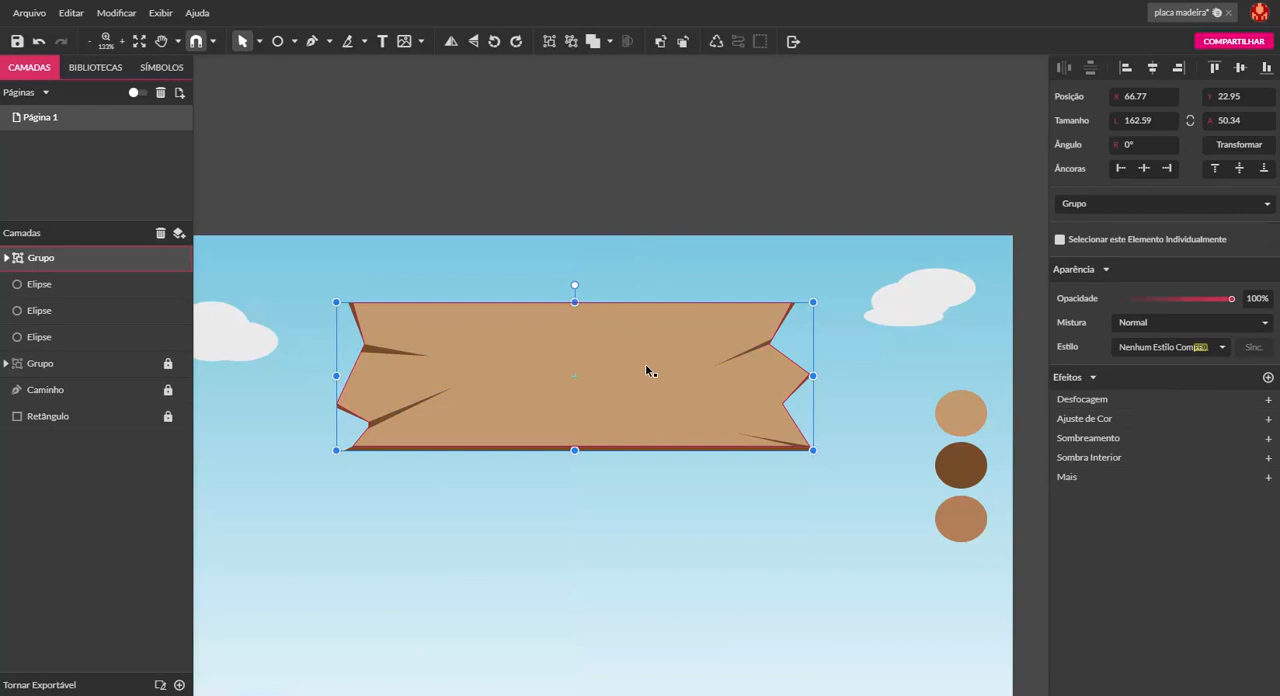 Arquivo Editar Modificar Exibir Ajuda
placa madeira*
- 123% +
COMPARTILHAR
CAMADAS BIBLIOTECAS SÍMBOLOS
Páginas
Página 1
Camadas
Grupo
Elipse
Elipse
Elipse
Grupo
Caminho
Retângulo
Tornar Exportável
Posição X 66.77 Y 22.95
Tamanho L 162.59 A 50.34
Ângulo R 0° Transformar
Âncoras
Grupo
Selecionar este Elemento Individualmente
Aparência
Opacidade 100%
Mistura Normal
Estilo Nenhum Estilo Comp PRO Sinc.
Efeitos
Desfocagem +
Ajuste de Cor +
Sombreamento +
Sombra Interior +
Mais +